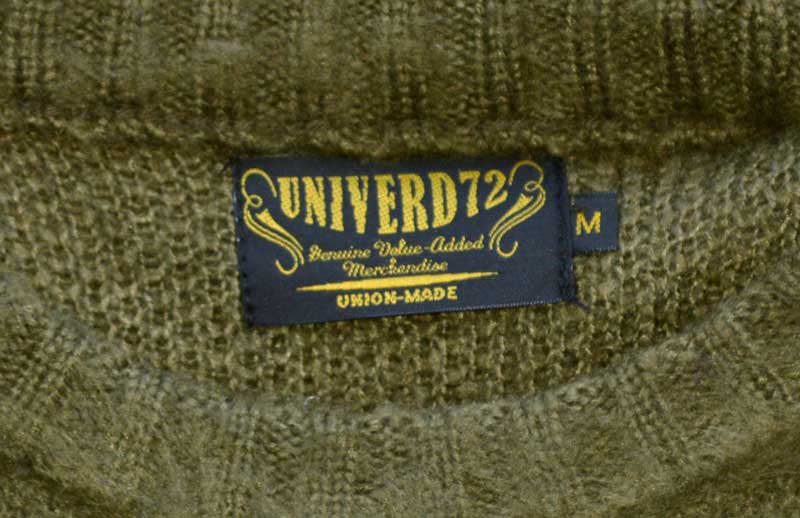 UNIVERD72
Genuine Value-Added
Merchandise
UNION-MADE
M